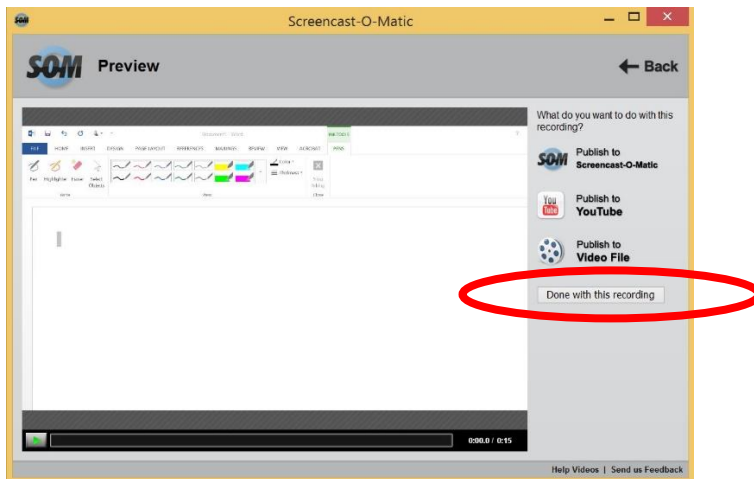 SOM
Screencast-O-Matic
SOM
Preview
Back
What do you want to do with this
recording?
FILE HOME INSERT DESIGN PAGE LAYOUT REFERENCES MAILINGS REVIEW VIEW ACROBAT PENS
Pen Highlighter Eraser Select
Objects
SOM
Publish to
Screencast-O-Matic
You
Tube
Publish to
YouTube
Publish to
Video File
Done with this recording
0:00.0 / 0:15
Help Videos | Send us Feedback